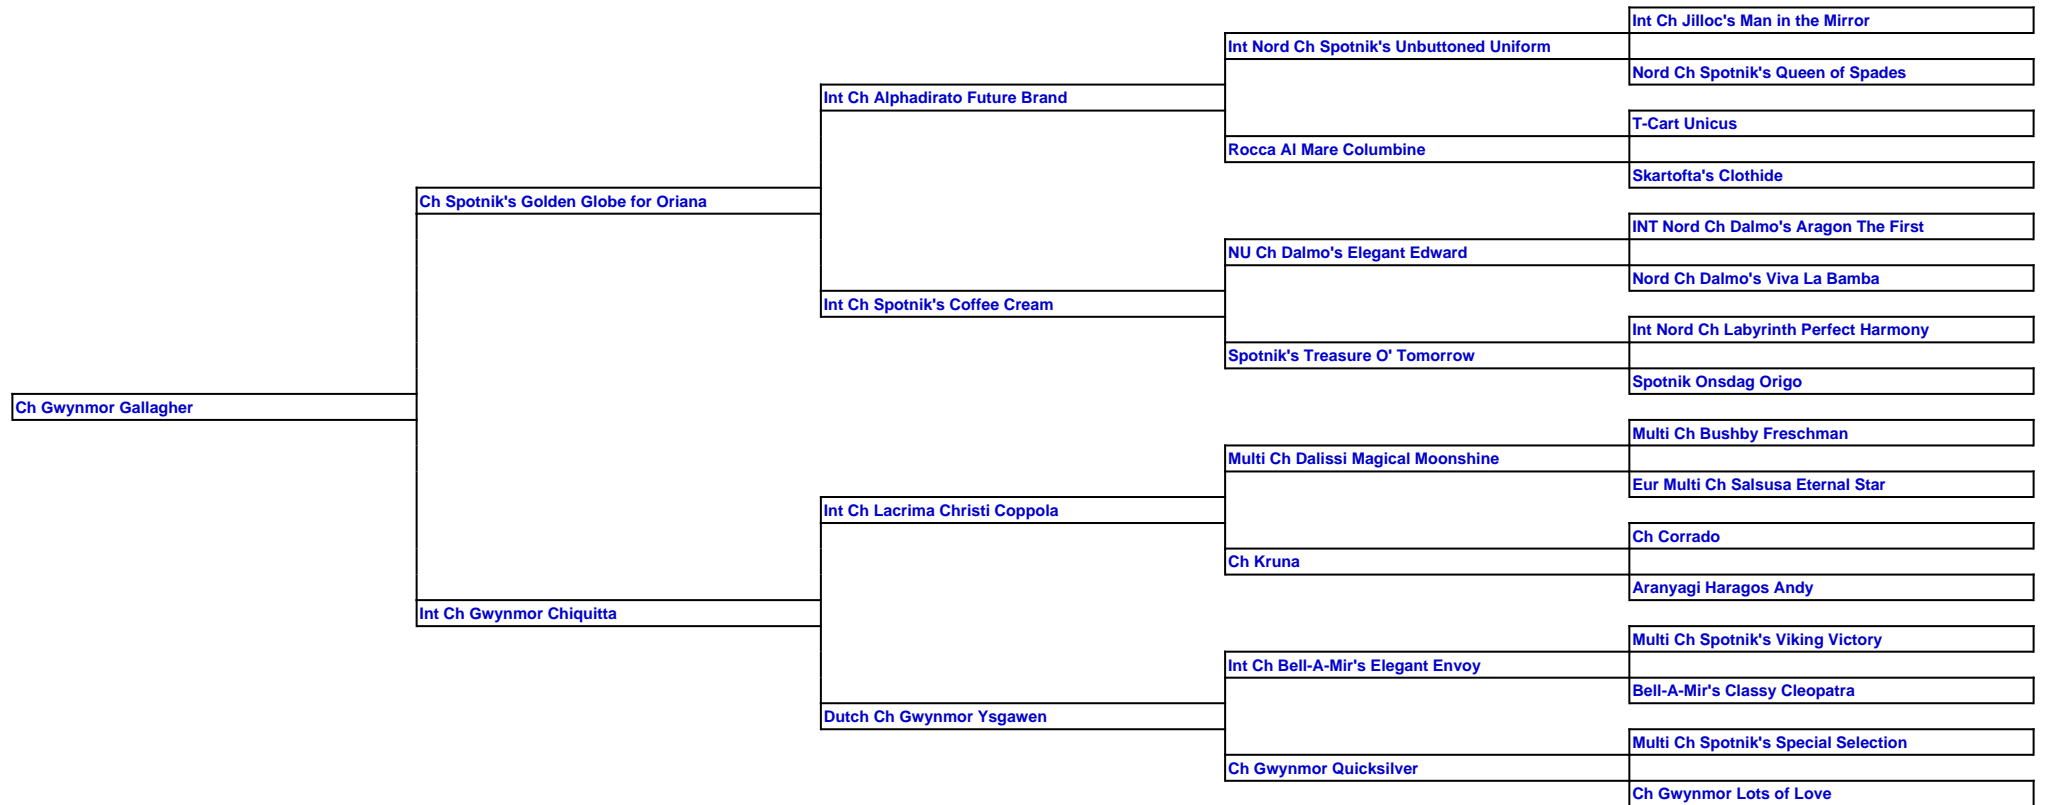 Int Ch Jilloc's Man in the Mirror
Int Nord Ch Spotnik's Unbuttoned Uniform
Nord Ch Spotnik's Queen of Spades
Int Ch Alphadirato Future Brand
T-Cart Unicus
Rocca Al Mare Columbine
Skartofta's Clothide
Ch Spotnik's Golden Globe for Oriana
INT Nord Ch Dalmo's Aragon The First
NU Ch Dalmo's Elegant Edward
Nord Ch Dalmo's Viva La Bamba
Int Ch Spotnik's Coffee Cream
Int Nord Ch Labyrinth Perfect Harmony
Spotnik's Treasure O' Tomorrow
Spotnik Onsdag Origo
Ch Gwynmor Gallagher
Multi Ch Bushby Freschman
Multi Ch Dalissi Magical Moonshine
Eur Multi Ch Salsusa Eternal Star
Int Ch Lacrima Christi Coppola
Ch Corrado
Ch Kruna
Aranyagi Haragos Andy
Int Ch Gwynmor Chiquitta
Multi Ch Spotnik's Viking Victory
Int Ch Bell-A-Mir's Elegant Envoy
Bell-A-Mir's Classy Cleopatra
Dutch Ch Gwynmor Ysgawen
Multi Ch Spotnik's Special Selection
Ch Gwynmor Quicksilver
Ch Gwynmor Lots of Love